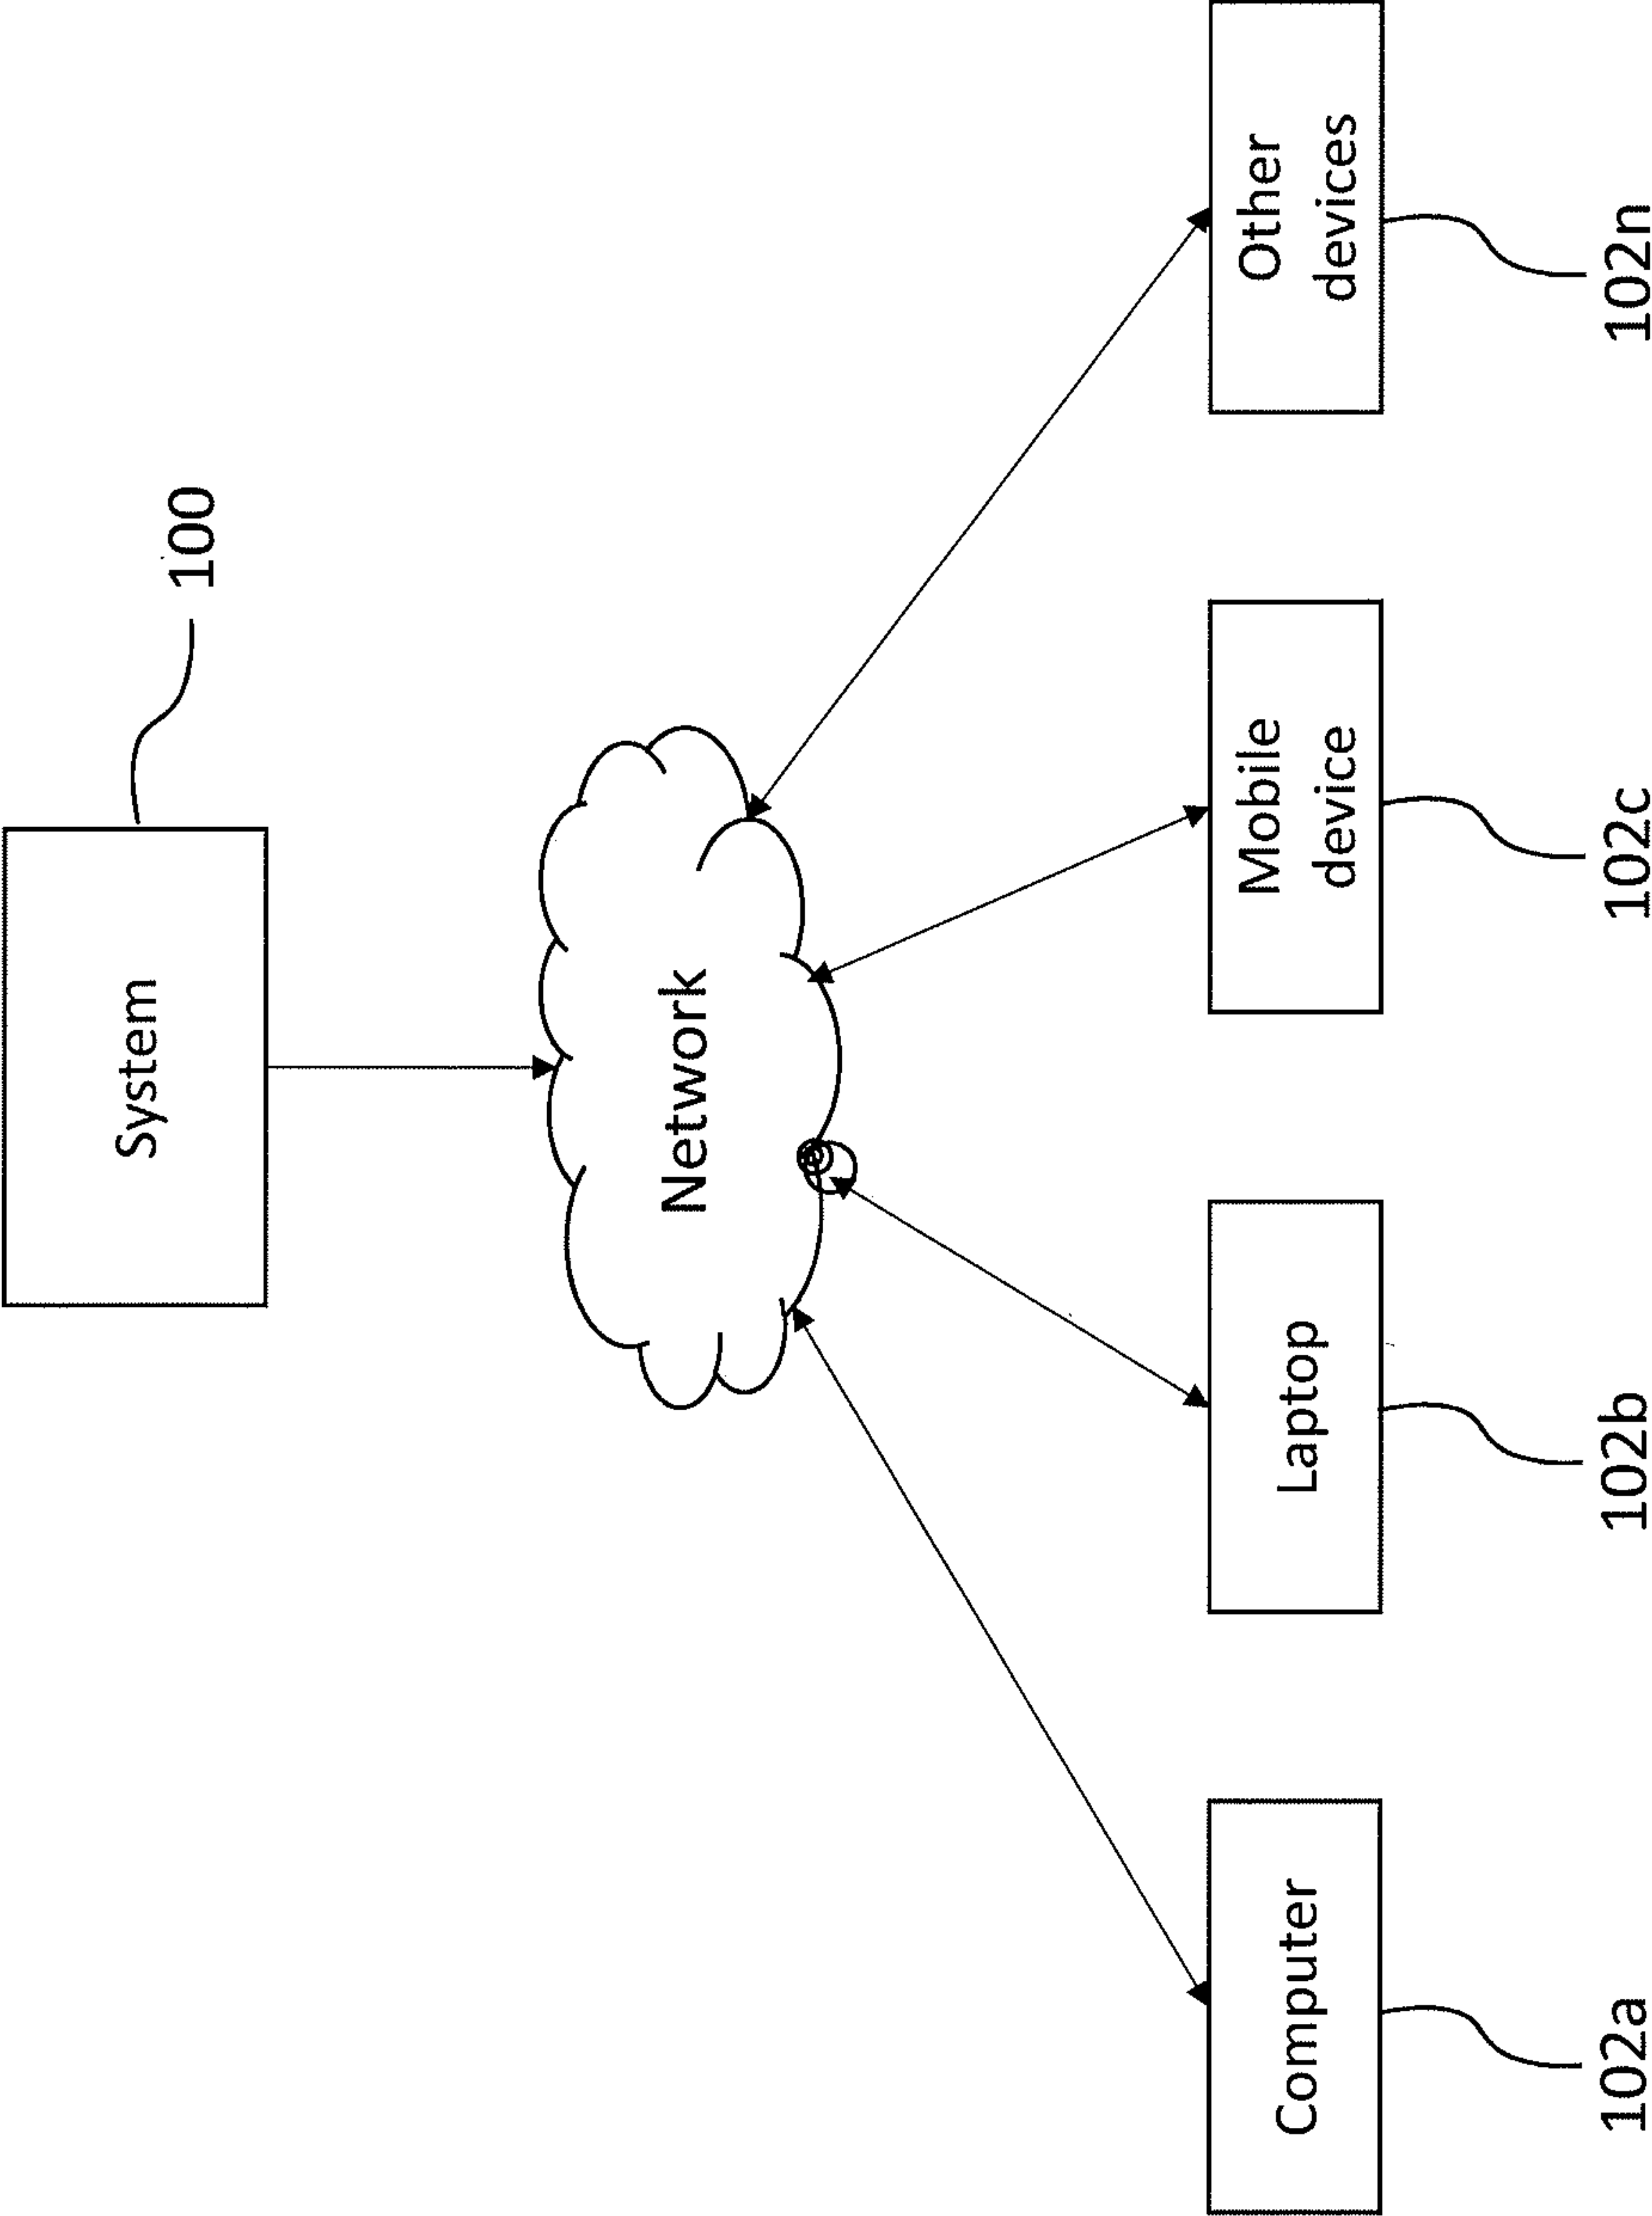 System
100
Network
Computer
Laptop
Mobile
device
Other
devices
102a
102b
102c
102n